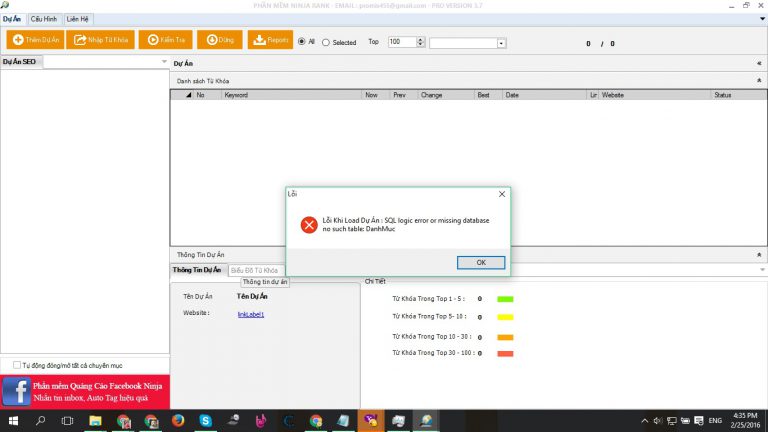 PHẦN MỀM NINJA RANK - EMAIL: promis455@gmail.com - PRO VERSION 3.7
Dự Án Cấu Hình Liên Hệ
Thêm Dự Án Nhập Từ Khóa Kiểm Tra Dừng Reports All Selected Top 100 0 / 0
Dự Án SEO
Dự Án
Danh sách Từ Khóa
No Keyword Now Prev Change Best Date Lir Website Status
Lỗi
Lỗi Khi Load Dự Án : SQL logic error or missing database
no such table: DanhMuc
OK
Thông Tin Dự Án
Thông Tin Dự Án Biểu Đồ Từ Khóa
Thông tin dự án
Chi Tiết
Tên Dự Án Tên Dự Án
Website : linkLabel1
Từ Khóa Trong Top 1 - 5 : 0
Từ Khóa Trong Top 5- 10 : 0
Từ Khóa Trong Top 10 - 30 : 0
Từ Khóa Trong Top 30 - 100 : 0
Tự động đóng/mở tất cả chuyên mục
Phần mềm Quảng Cáo Facebook Ninja
Nhắn tin inbox, Auto Tag hiệu quả
ENG
4:35 PM
2/25/2016